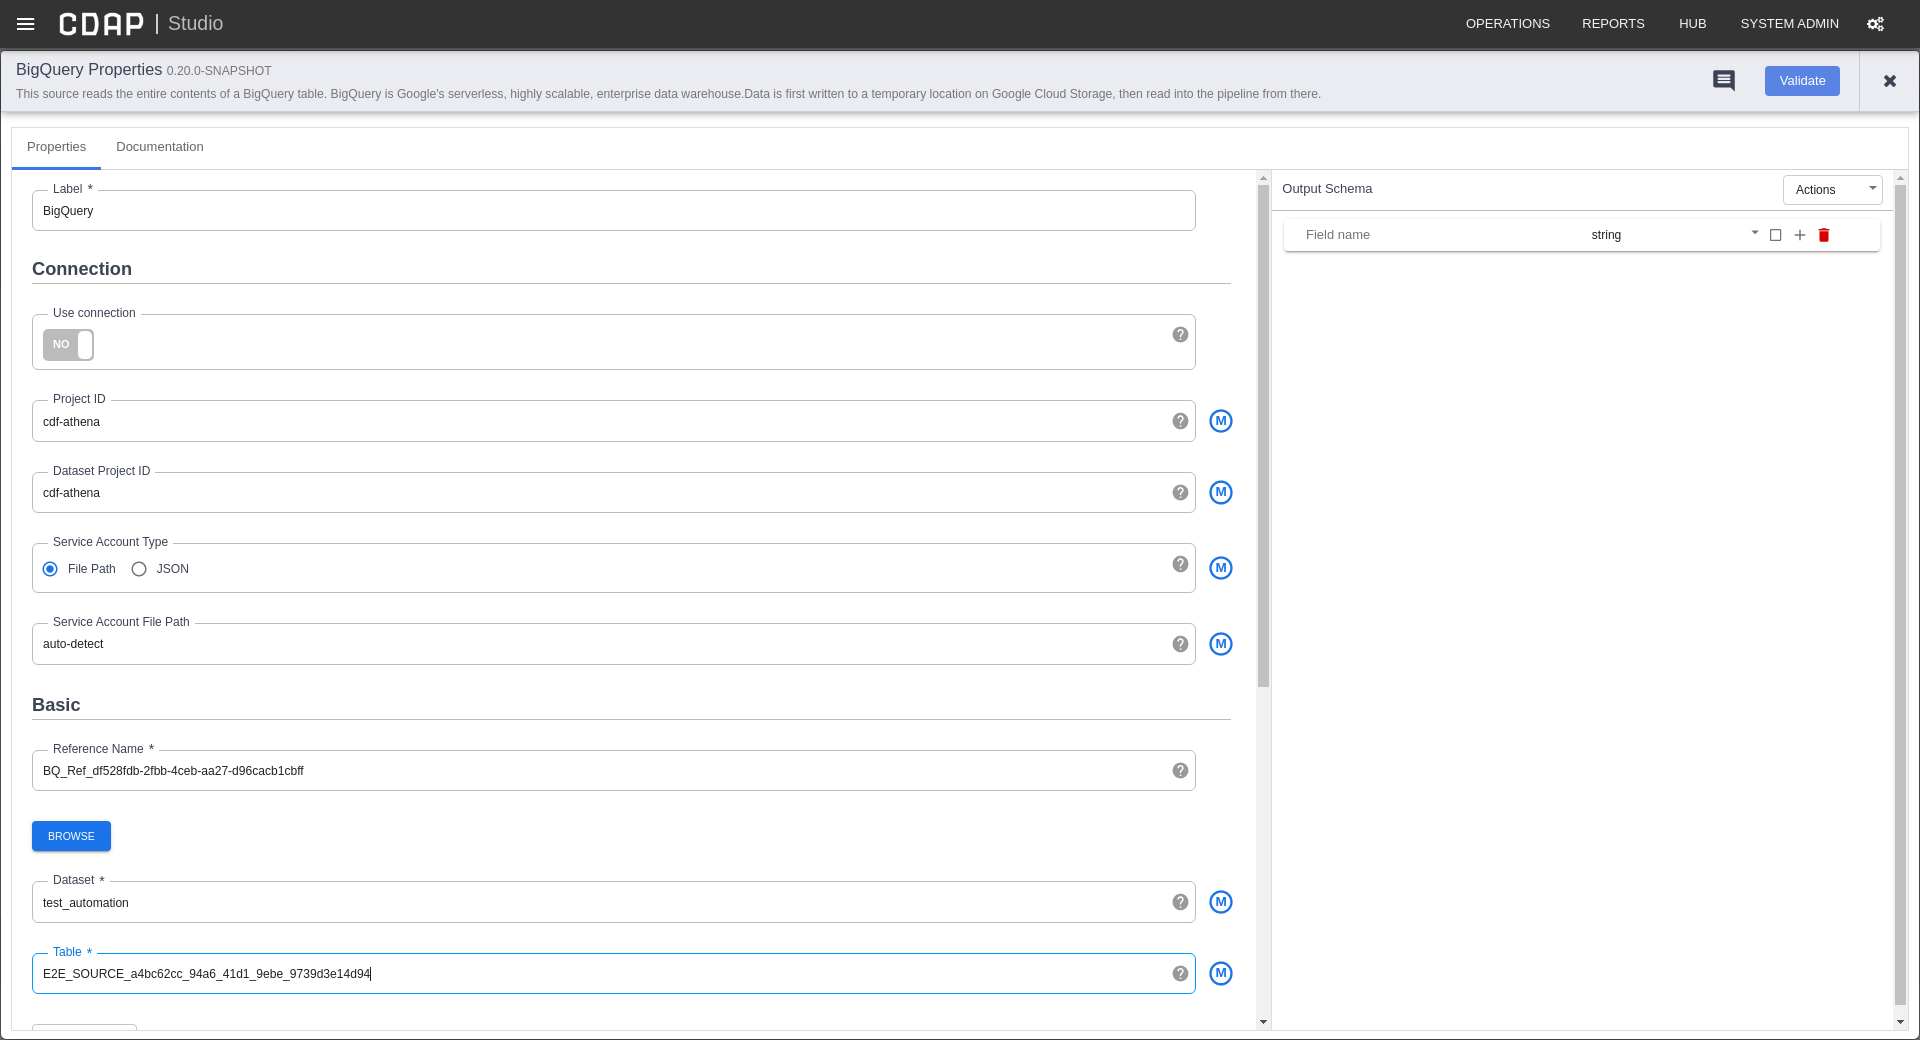 CDAP | Studio
OPERATIONS REPORTS HUB SYSTEM ADMIN
BigQuery Properties 0.20.0-SNAPSHOT
This source reads the entire contents of a BigQuery table. BigQuery is Google's serverless, highly scalable, enterprise data warehouse.Data is first written to a temporary location on Google Cloud Storage, then read into the pipeline from there.
Validate
Properties Documentation
Label *
BigQuery
Connection
Use connection
NO
Project ID
cdf-athena
M
Dataset Project ID
cdf-athena
M
Service Account Type
File Path JSON
M
Service Account File Path
auto-detect
M
Basic
Reference Name *
BQ_Ref_df528fdb-2fbb-4ceb-aa27-d96cacb1cbff
BROWSE
Dataset *
test_automation
M
Table *
E2E_SOURCE_a4bc62cc_94a6_41d1_9ebe_9739d3e14d94
M
Output Schema
Actions
Field name string